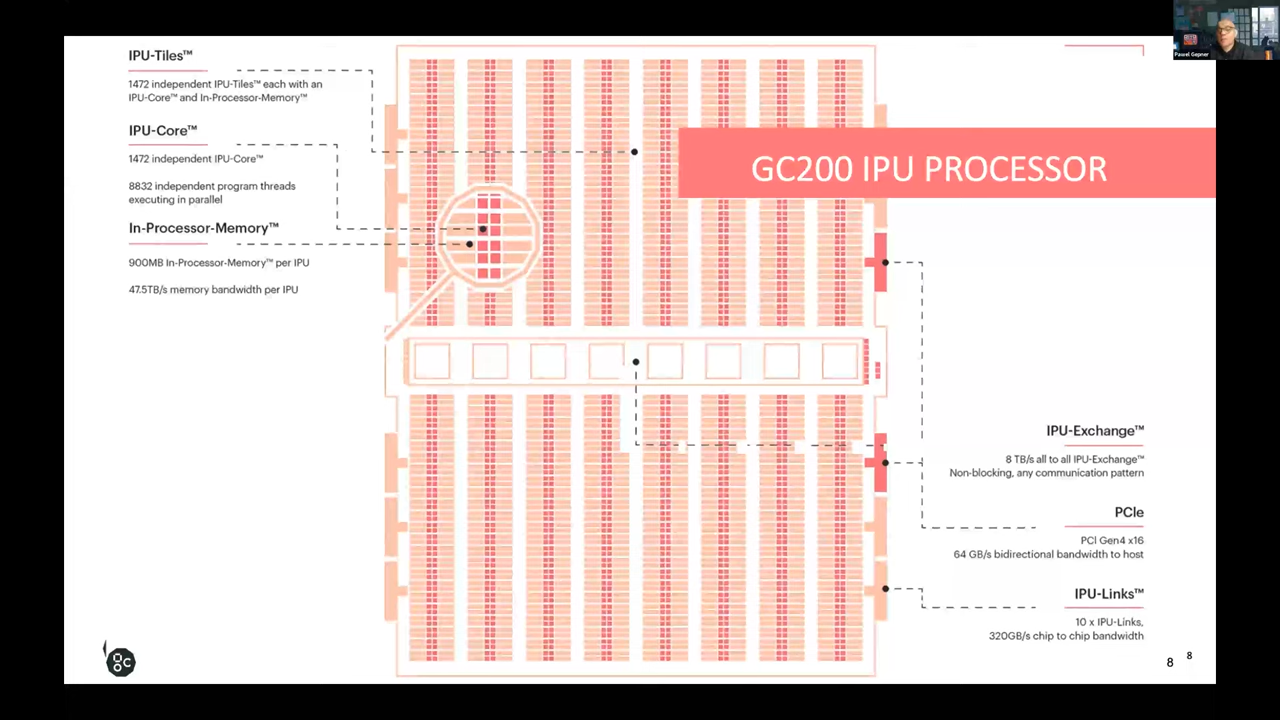 Pawel Gepner
IPU-Tiles™
1472 independent IPU-Tiles™ each with an
IPU-Core™ and In-Processor-Memory™
IPU-Core™
1472 independent IPU-Core™
8832 independent program threads
executing in parallel
In-Processor-Memory™
900MB In-Processor-Memory™ per IPU
47.5TB/s memory bandwidth per IPU
GC200 IPU PROCESSOR
IPU-Exchange™
8 TB/s all to all IPU-Exchange™
Non-blocking, any communication pattern
PCIe
PCI Gen4 x16
64 GB/s bidirectional bandwidth to host
IPU-Links™
10 x IPU-Links,
320GB/s chip to chip bandwidth
gc
8 8